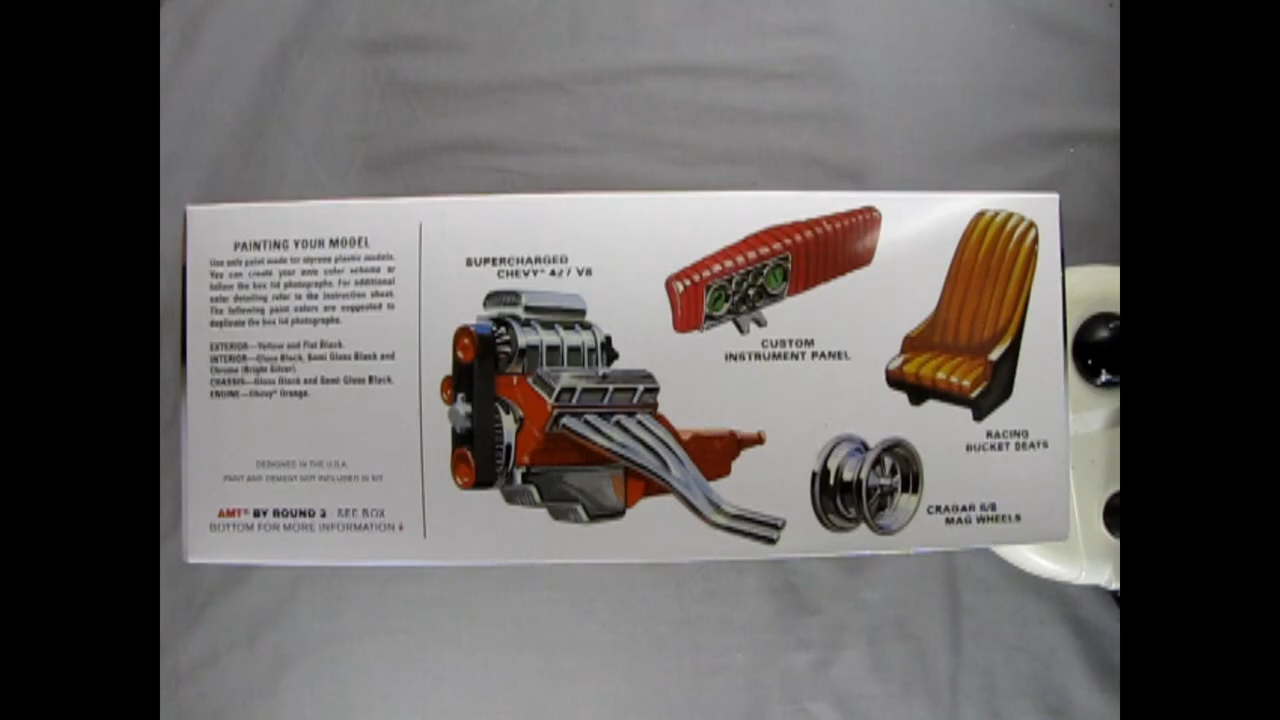 PAINTING YOUR MODEL
Use only paint made for styrene plastic models.
You can create your own color scheme or
follow the box lid photographs. For additional
color detailing refer to the instruction sheet.
The following paint colors are suggested to
duplicate the box lid photographs.
EXTERIOR—Yellow and Flat Black.
INTERIOR—Gloss Black, Semi Gloss Black and
Chrome (Bright Silver).
CHASSIS—Gloss Black and Semi Gloss Black.
ENGINE—Chevy® Orange.
DESIGNED IN THE U.S.A.
PAINT AND CEMENT NOT INCLUDED IN KIT
AMT® BY ROUND 2 - SEE BOX
BOTTOM FOR MORE INFORMATION
SUPERCHARGED
CHEVY® 427 V8
CUSTOM
INSTRUMENT PANEL
RACING
BUCKET SEATS
CRAGAR S/S
MAG WHEELS